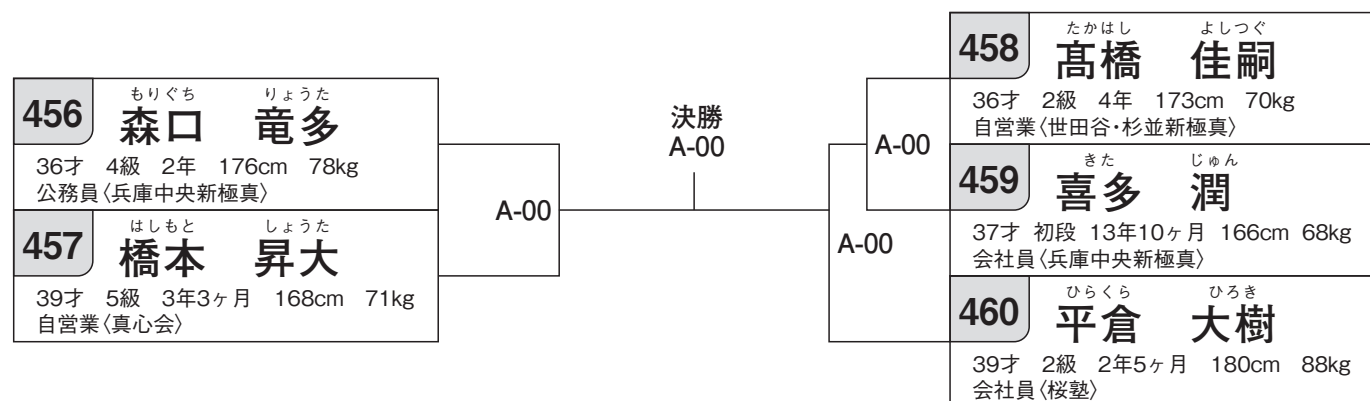 456
もりぐち りょうた
森口 竜多
36才 4級 2年 176cm 78kg
公務員〈兵庫中央新極真〉
457
はしもと しょうた
橋本 昇大
39才 5級 3年3ヶ月 168cm 71kg
自営業〈真心会〉
A-00
決勝
A-00
A-00
A-00
458
たかはし よしつぐ
髙橋 佳嗣
36才 2級 4年 173cm 70kg
自営業〈世田谷・杉並新極真〉
459
きた じゅん
喜多 潤
37才 初段 13年10ヶ月 166cm 68kg
会社員〈兵庫中央新極真〉
460
ひらくら ひろき
平倉 大樹
39才 2級 2年5ヶ月 180cm 88kg
会社員〈桜塾〉